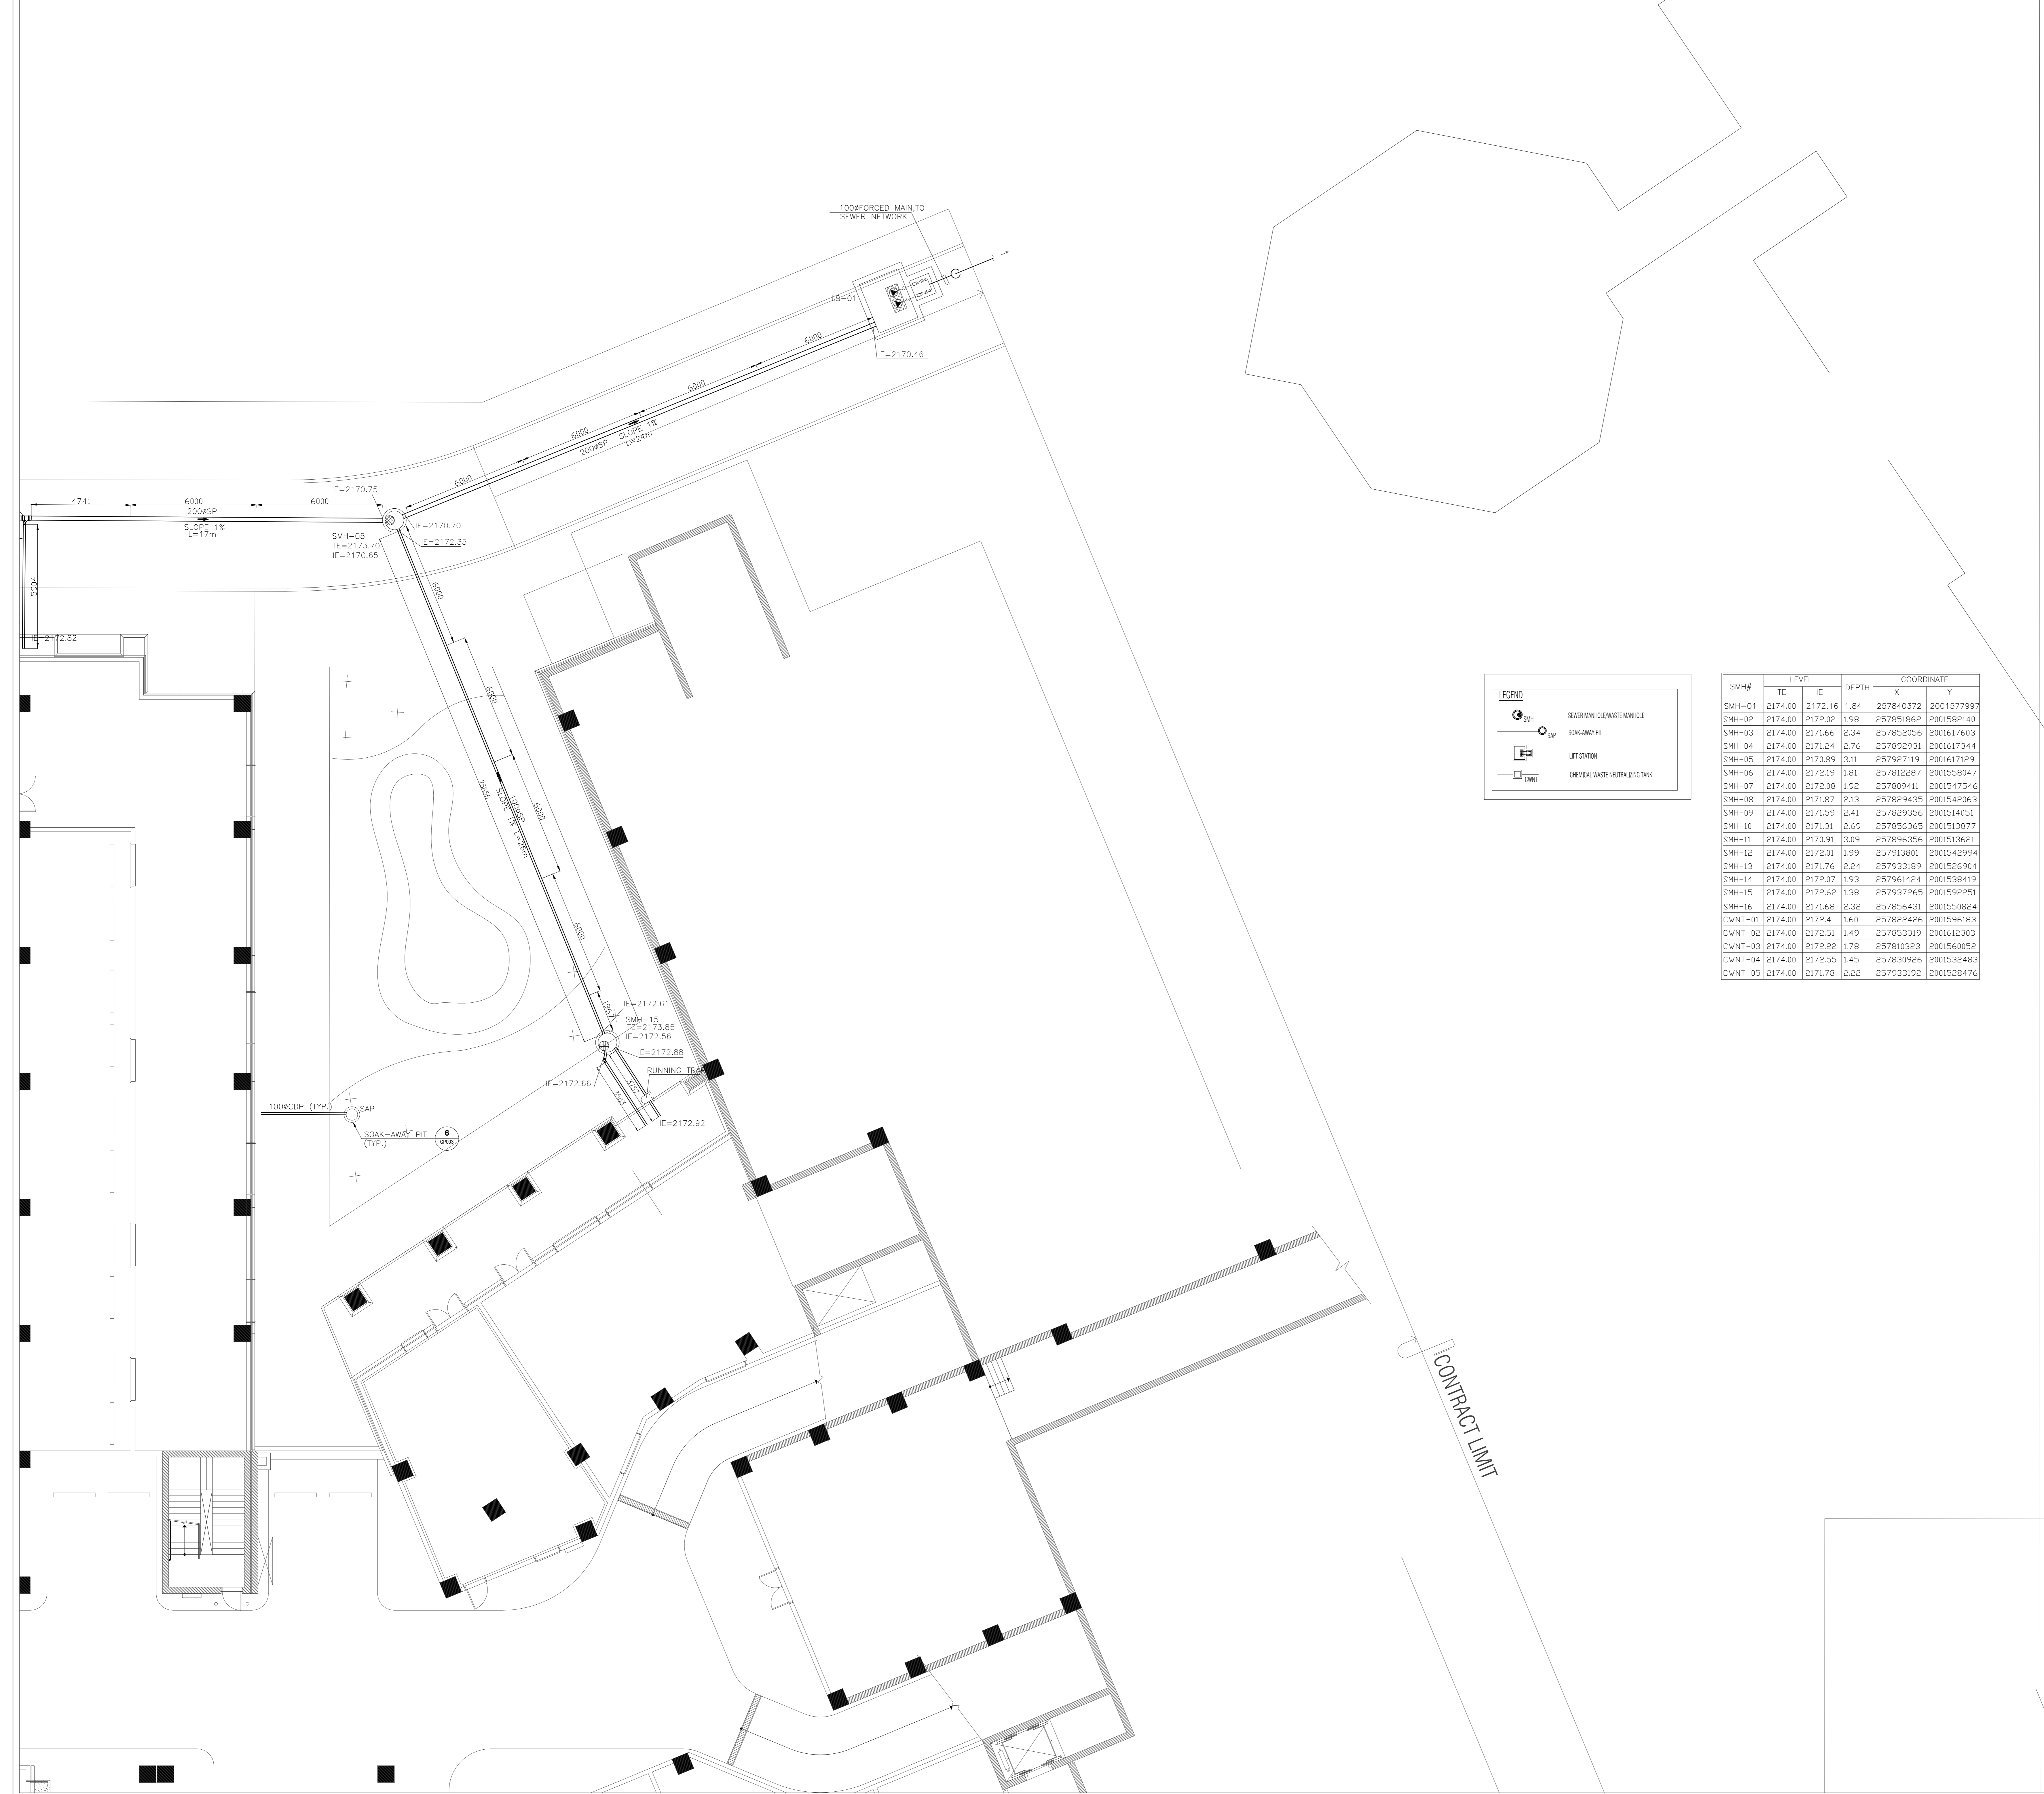 100øFORCED MAIN,TO
SEWER NETWORK
LS-01
IE=2170.46
6000
6000
6000
6000
200øSP
SLOPE 1%
L=24m
4741
6000
6000
200øSP
SLOPE 1%
L=17m
IE=2170.75
IE=2170.70
IE=2172.35
SMH-05
TE=2173.70
IE=2170.65
5904
IE=2172.82
6000
6000
6000
6000
1967
25856
100øSP
SLOPE 1% L=26m
IE=2172.61
SMH-15
TE=2173.85
IE=2172.56
IE=2172.88
RUNNING TRAP
IE=2172.66
IE=2172.92
100øCDP (TYP.)
SAP
SOAK-AWAY PIT
(TYP.)
6
GP003
LEGEND
SMH
SEWER MANHOLE/WASTE MANHOLE
SAP
SOAK-AWAY PIT
LIFT STATION
CWNT
CHEMICAL WASTE NEUTRALIZING TANK
SMH# LEVEL DEPTH COORDINATE
TE IE X Y
SMH-01 2174.00 2172.16 1.84 257840372 2001577997
SMH-02 2174.00 2172.02 1.98 257851862 2001582140
SMH-03 2174.00 2171.66 2.34 257852056 2001617603
SMH-04 2174.00 2171.24 2.76 257892931 2001617344
SMH-05 2174.00 2170.89 3.11 257927119 2001617129
SMH-06 2174.00 2172.19 1.81 257812287 2001558047
SMH-07 2174.00 2172.08 1.92 257809411 2001547546
SMH-08 2174.00 2171.87 2.13 257829435 2001542063
SMH-09 2174.00 2171.59 2.41 257829356 2001514051
SMH-10 2174.00 2171.31 2.69 257856365 2001513877
SMH-11 2174.00 2170.91 3.09 257896356 2001513621
SMH-12 2174.00 2172.01 1.99 257913801 2001542994
SMH-13 2174.00 2171.76 2.24 257933189 2001526904
SMH-14 2174.00 2172.07 1.93 257961424 2001538419
SMH-15 2174.00 2172.62 1.38 257937265 2001592251
SMH-16 2174.00 2171.68 2.32 257856431 2001550824
CWNT-01 2174.00 2172.4 1.60 257822426 2001596183
CWNT-02 2174.00 2172.51 1.49 257853319 2001612303
CWNT-03 2174.00 2172.22 1.78 257810323 2001560052
CWNT-04 2174.00 2172.55 1.45 257830926 2001532483
CWNT-05 2174.00 2171.78 2.22 257933192 2001528476
CONTRACT LIMIT